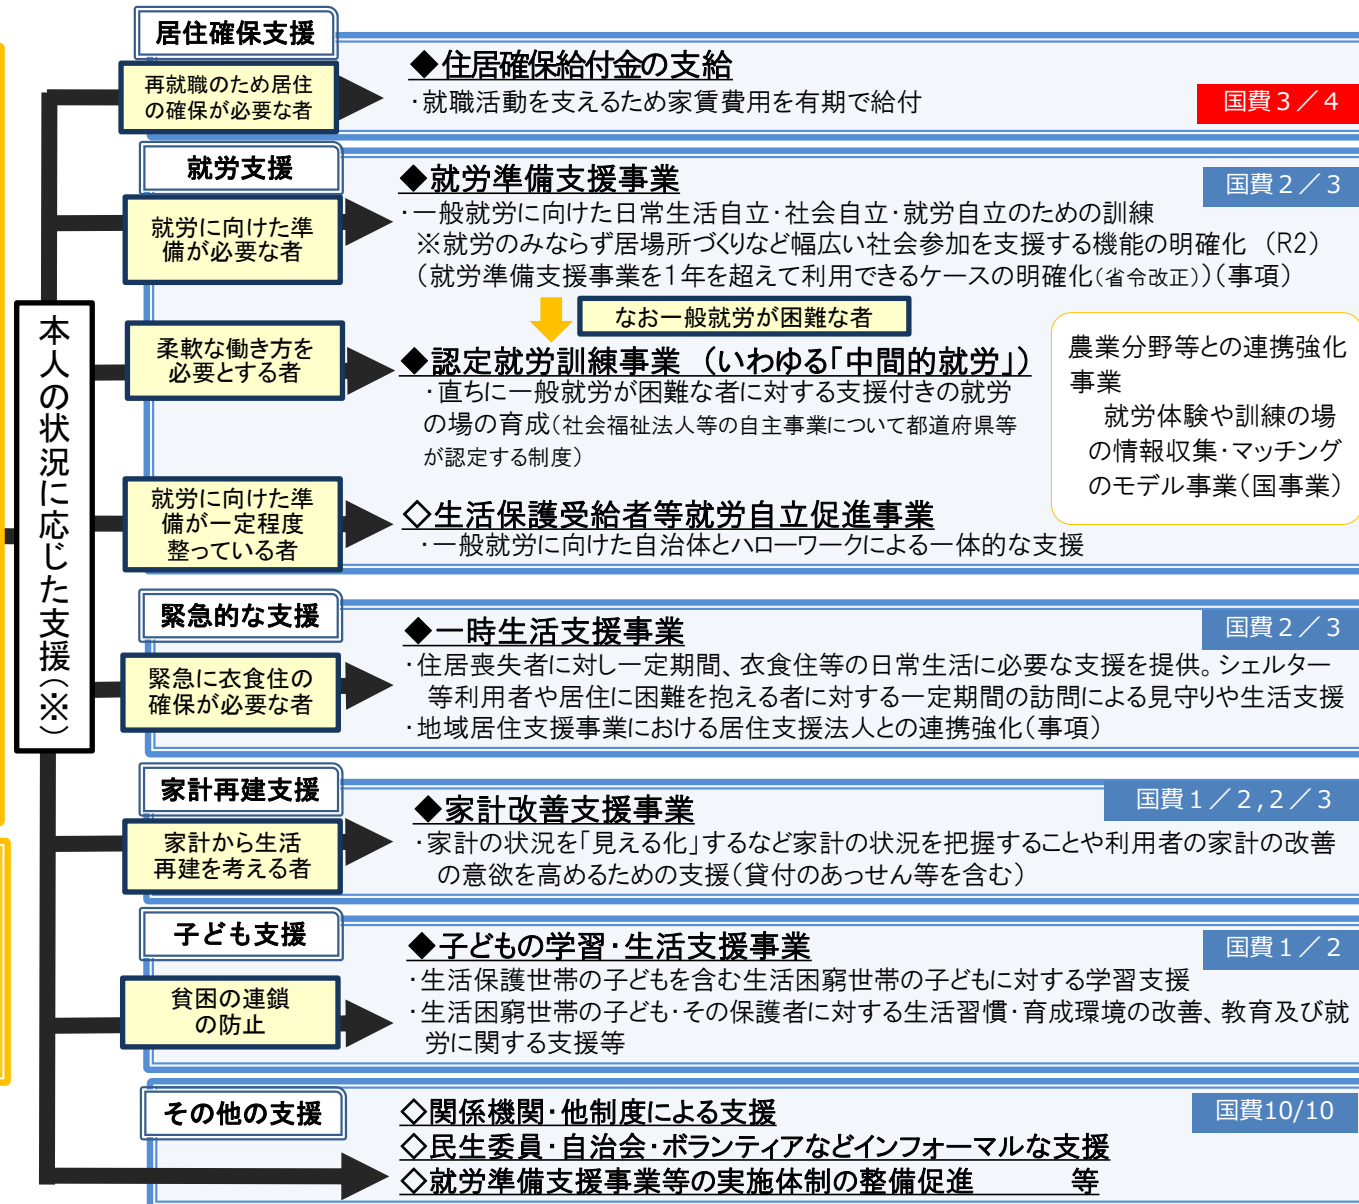 本人の状況に応じた支援（※）
居住確保支援
再就職のため居住
の確保が必要な者
◆住居確保給付金の支給
・就職活動を支えるため家賃費用を有期で給付
国費３／４
就労支援
就労に向けた準
備が必要な者
◆就労準備支援事業
国費２／３
・一般就労に向けた日常生活自立・社会自立・就労自立のための訓練
※就労のみならず居場所づくりなど幅広い社会参加を支援する機能の明確化 （R2）
（就労準備支援事業を１年を超えて利用できるケースの明確化（省令改正））（事項）
なお一般就労が困難な者
柔軟な働き方を
必要とする者
◆認定就労訓練事業 （いわゆる「中間的就労」）
・直ちに一般就労が困難な者に対する支援付きの就労
の場の育成（社会福祉法人等の自主事業について都道府県等
が認定する制度）
農業分野等との連携強化
事業
就労体験や訓練の場
の情報収集・マッチング
のモデル事業（国事業）
就労に向けた準
備が一定程度
整っている者
◇生活保護受給者等就労自立促進事業
・一般就労に向けた自治体とハローワークによる一体的な支援
緊急的な支援
緊急に衣食住の
確保が必要な者
◆一時生活支援事業
国費２／３
・住居喪失者に対し一定期間、衣食住等の日常生活に必要な支援を提供。シェルター
等利用者や居住に困難を抱える者に対する一定期間の訪問による見守りや生活支援
・地域居住支援事業における居住支援法人との連携強化（事項）
家計再建支援
家計から生活
再建を考える者
◆家計改善支援事業
国費１／２，２／３
・家計の状況を「見える化」するなど家計の状況を把握することや利用者の家計の改善
の意欲を高めるための支援（貸付のあっせん等を含む）
子ども支援
貧困の連鎖
の防止
◆子どもの学習・生活支援事業
国費１／２
・生活保護世帯の子どもを含む生活困窮世帯の子どもに対する学習支援
・生活困窮世帯の子ども・その保護者に対する生活習慣・育成環境の改善、教育及び就
労に関する支援等
その他の支援
◇関係機関・他制度による支援
国費10/10
◇民生委員・自治会・ボランティアなどインフォーマルな支援
◇就労準備支援事業等の実施体制の整備促進 等